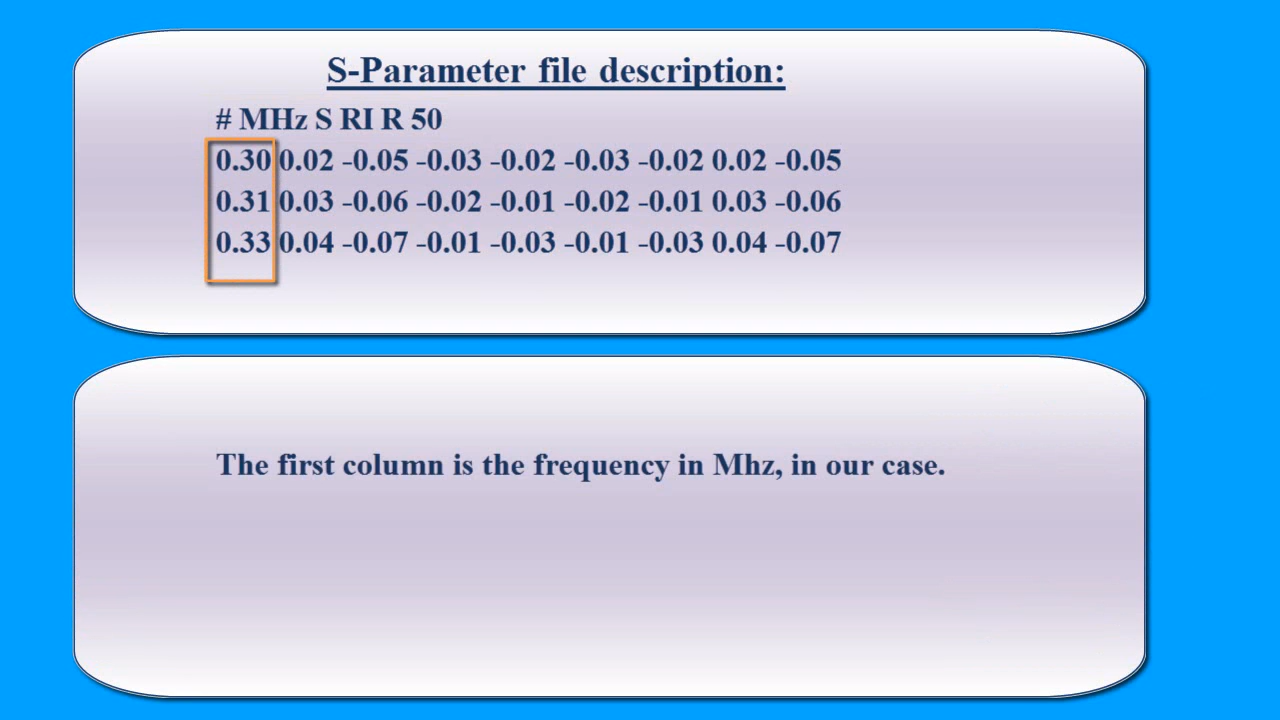 S-Parameter file description:
# MHz S RI R 50
0.30 0.02 -0.05 -0.03 -0.02 -0.03 -0.02 0.02 -0.05
0.31 0.03 -0.06 -0.02 -0.01 -0.02 -0.01 0.03 -0.06
0.33 0.04 -0.07 -0.01 -0.03 -0.01 -0.03 0.04 -0.07
The first column is the frequency in Mhz, in our case.